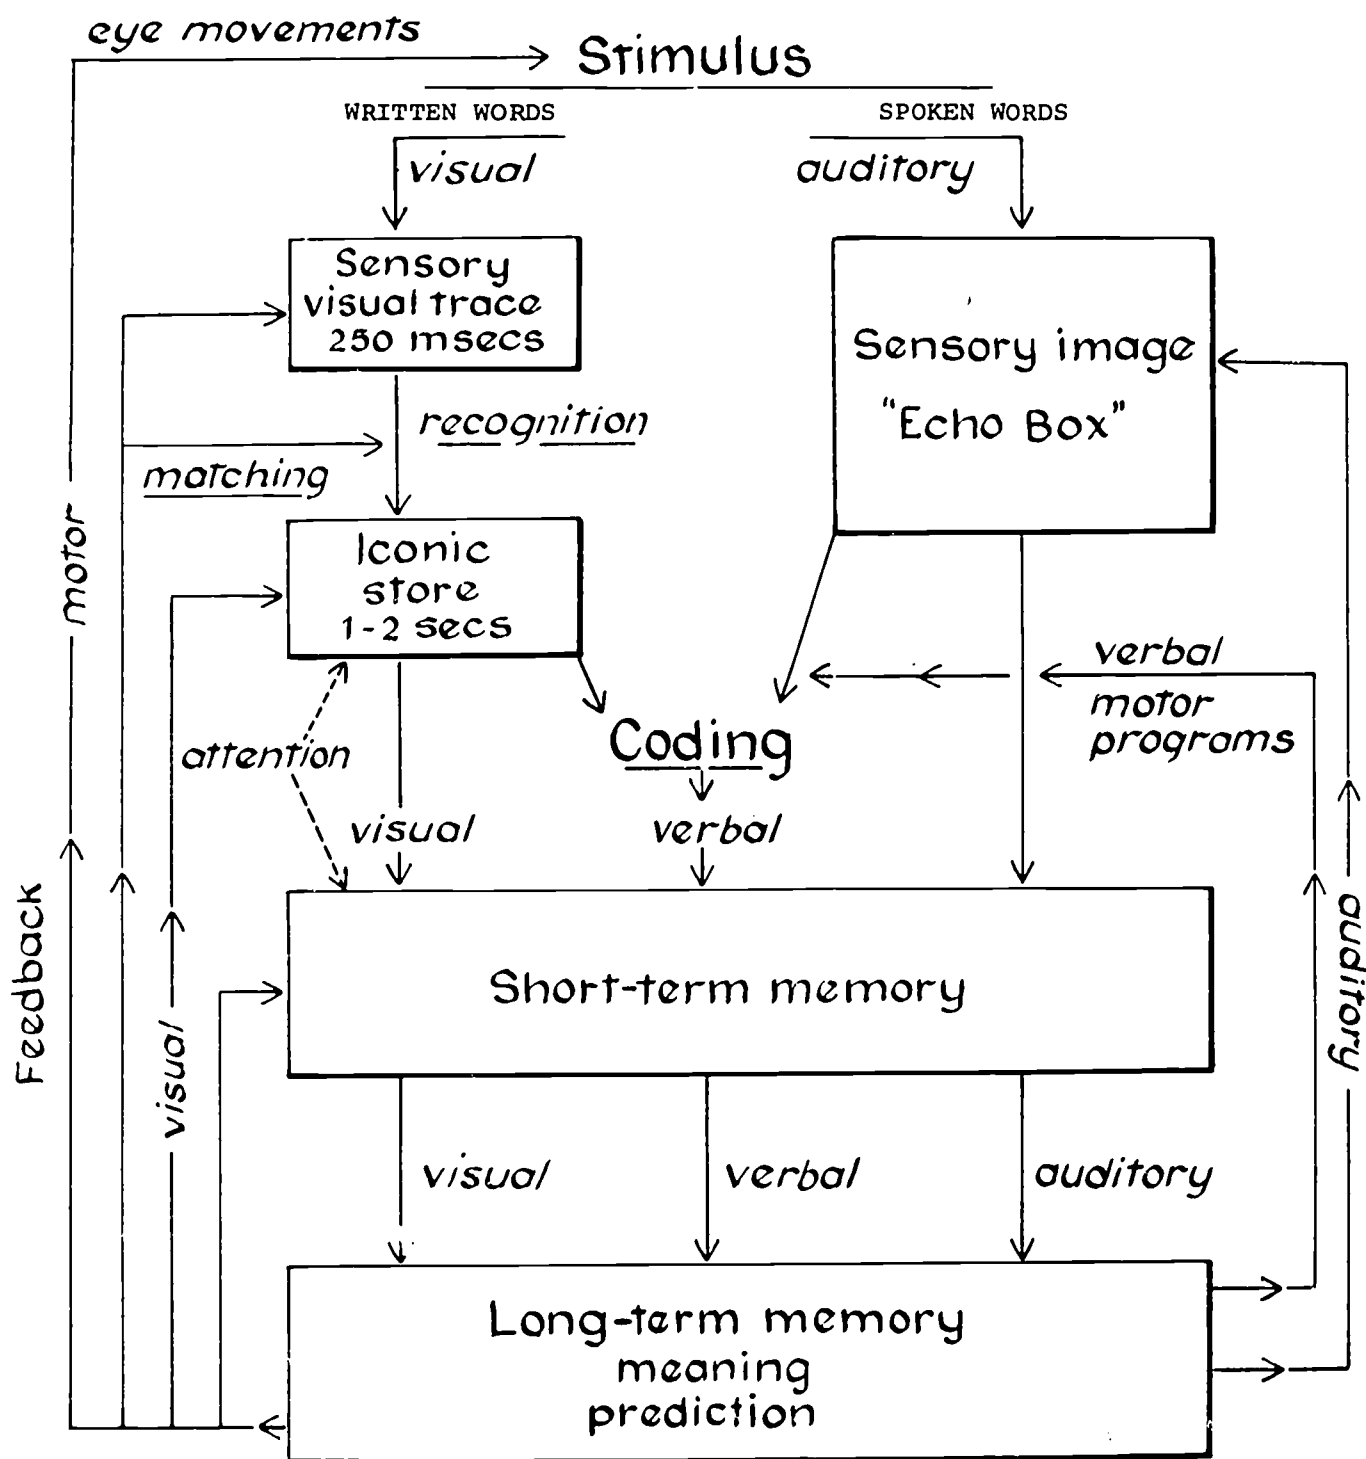 eye movements
Stimulus
WRITTEN WORDS
SPOKEN WORDS
visual
auditory
Sensory
visual trace
250 msecs
Sensory image
"Echo Box"
recognition
matching
motor
Iconic
store
1-2 secs
verbal
motor
programs
attention
Coding
visual
verbal
Feedback
visual
auditory
Short-term memory
visual
verbal
auditory
Long-term memory
meaning
prediction